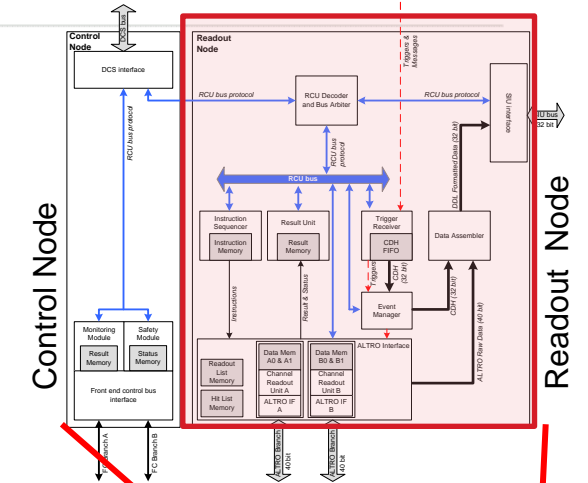 DCS bus
Control
Node
DCS interface
RCU bus protocol
Monitoring
Module
Result
Memory
Safety
Module
Status
Memory
Front end control bus
interface
FC Branch A
FC Branch B
Control Node
Readout
Node
Triggers &
Messages
RCU bus protocol
RCU Decoder
and Bus Arbiter
RCU bus protocol
SIU interface
32 bit
RCU bus
protocol
RCU bus
DDL Formatted Data (32 bit)
Instruction
Sequencer
Instruction
Memory
Result Unit
Result
Memory
Trigger
Receiver
CDH
FIFO
Data Assembler
Instructions
Result & Status
Triggers
CDH
(32 bit)
Event
Manager
CDH (32 bit)
ALTRO Raw Data (40 bit)
ALTRO Interface
Readout
List
Memory
Hit List
Memory
Data Mem
A0 & A1
Channel
Readout
Unit A
ALTRO IF
A
Data Mem
B0 & B1
Channel
Readout
Unit B
ALTRO IF
B
ALTRO Branch
40 bit
ALTRO Branch
40 bit
Readout Node